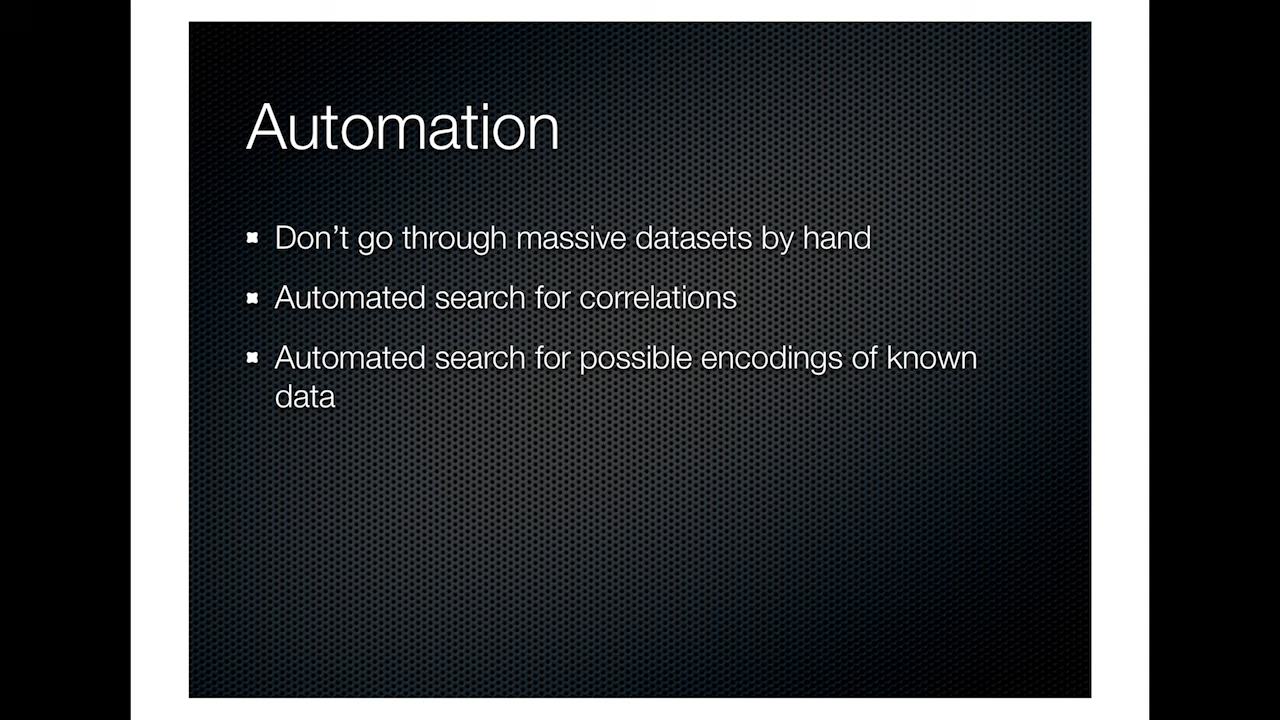 Automation
Don’t go through massive datasets by hand
Automated search for correlations
Automated search for possible encodings of known
data